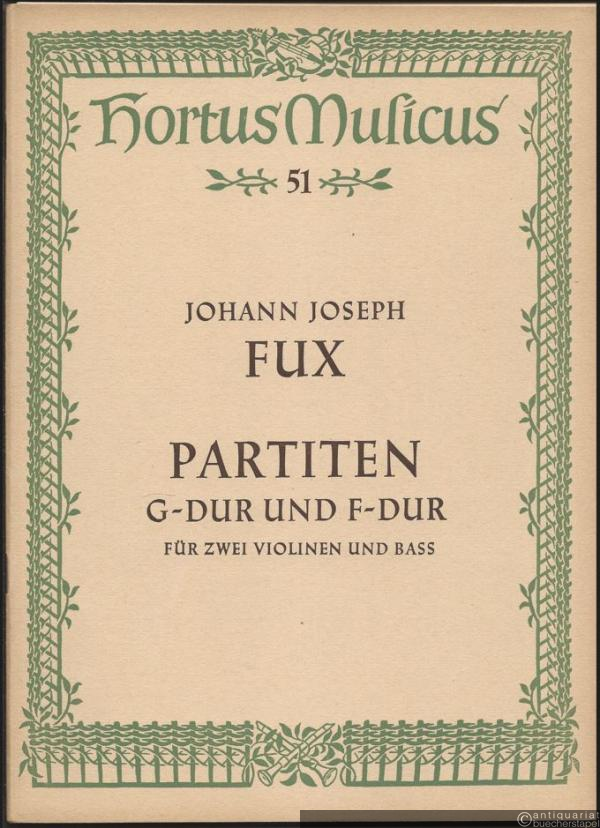 Hortus Muſicus
51
JOHANN JOSEPH
FUX
PARTITEN
G-DUR UND F-DUR
FÜR ZWEI VIOLINEN UND BASS
©antiquariat
buecherstapel